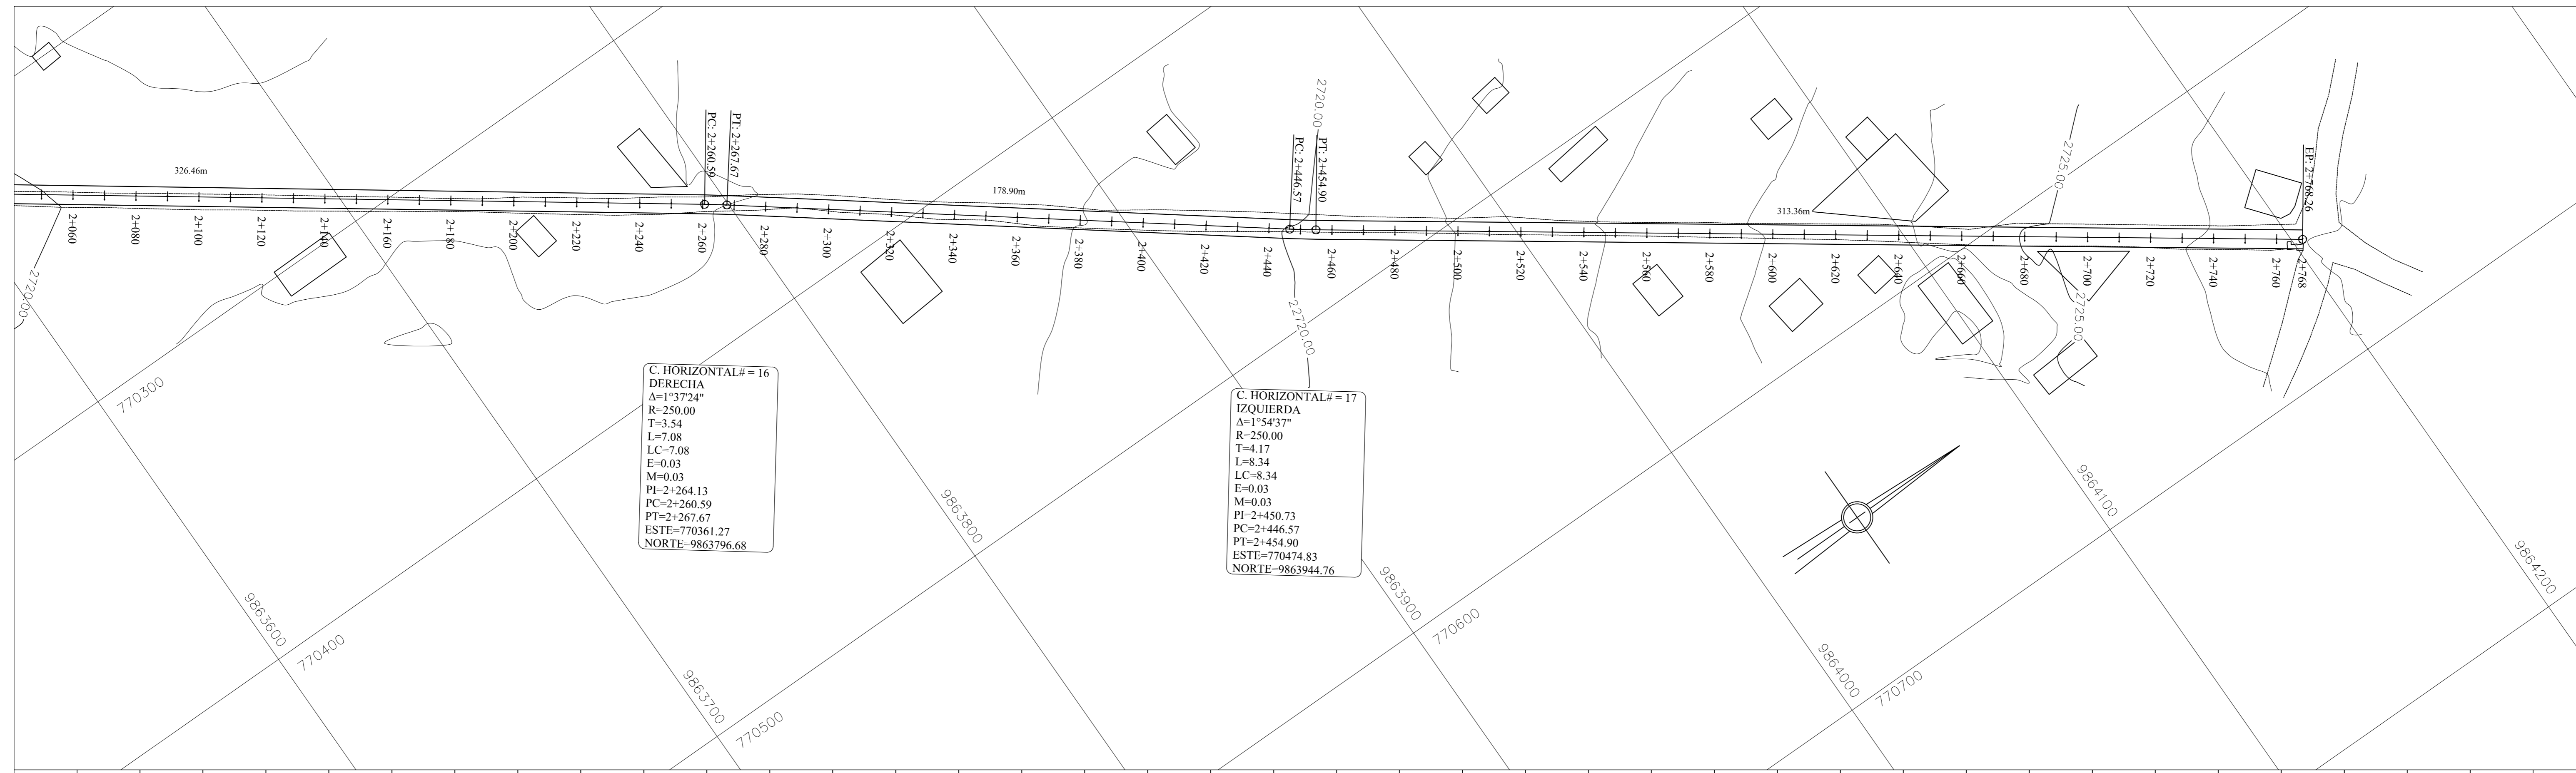 326.46m
178.90m
313.36m
PC: 2+260.59
PT: 2+267.67
PC: 2+446.57
PT: 2+454.90
EP: 2+768.26
2720.00
2725.00
2+060
2+080
2+100
2+120
2+140
2+160
2+180
2+200
2+220
2+240
2+260
2+280
2+300
2+320
2+340
2+360
2+380
2+400
2+420
2+440
2+460
2+480
2+500
2+520
2+540
2+560
2+580
2+600
2+620
2+640
2+660
2+680
2+700
2+720
2+740
2+760
2+768
2720.00
22720.00
2725.00
C. HORIZONTAL# = 16
DERECHA
Δ=1°37'24"
R=250.00
T=3.54
L=7.08
LC=7.08
E=0.03
M=0.03
PI=2+264.13
PC=2+260.59
PT=2+267.67
ESTE=770361.27
NORTE=9863796.68
C. HORIZONTAL# = 17
IZQUIERDA
Δ=1°54'37"
R=250.00
T=4.17
L=8.34
LC=8.34
E=0.03
M=0.03
PI=2+450.73
PC=2+446.57
PT=2+454.90
ESTE=770474.83
NORTE=9863944.76
770300
9863600
770400
9863700
770500
9863800
9863900
770600
9864000
770700
9864100
9864200